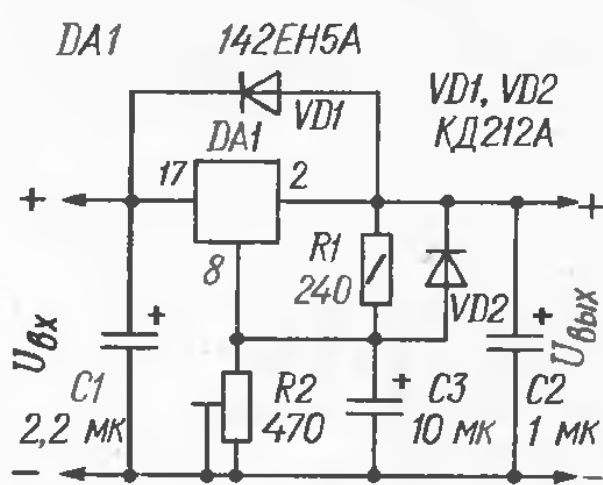 DA1 142ЕН5А
VD1
VD1, VD2
КД212А
DA1
17
2
8
+
+
R1
240
VD2
Uвх
Uвых
+
+
+
C1
2,2 мк
R2
470
C3
10 мк
C2
1 мк
−
−